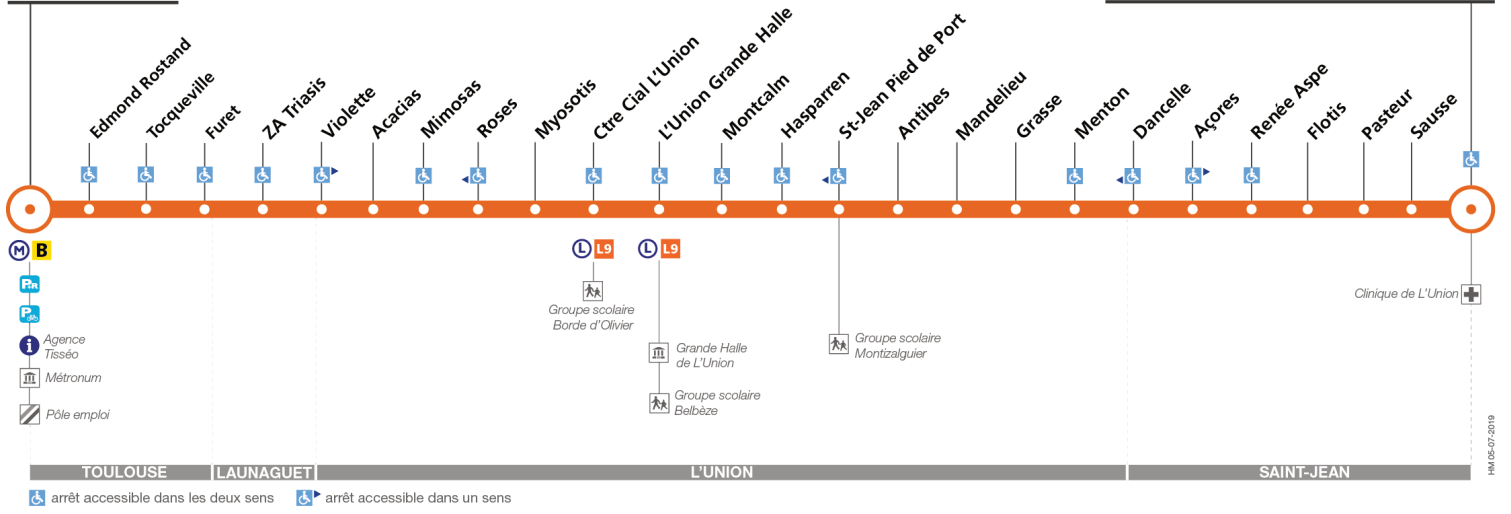 Edmond Rostand
Tocqueville
Furet
ZA Triasis
Violette
Acacias
Mimosas
Roses
Myosotis
Ctre Cial L'Union
L'Union Grande Halle
Montcalm
Hasparren
St-Jean Pied de Port
Antibes
Mandelieu
Grasse
Menton
Dancelle
Açores
Renée Aspe
Flotis
Pasteur
Sausse
M B
P+R
P
i
Agence
Tisséo
Métronum
Pôle emploi
L L9
Groupe scolaire
Borde d'Olivier
L L9
Grande Halle
de L'Union
Groupe scolaire
Belbèze
Groupe scolaire
Montizalguier
Clinique de L'Union
TOULOUSE
LAUNAGUET
L'UNION
SAINT-JEAN
arrêt accessible dans les deux sens
arrêt accessible dans un sens
HM 05-07-2019